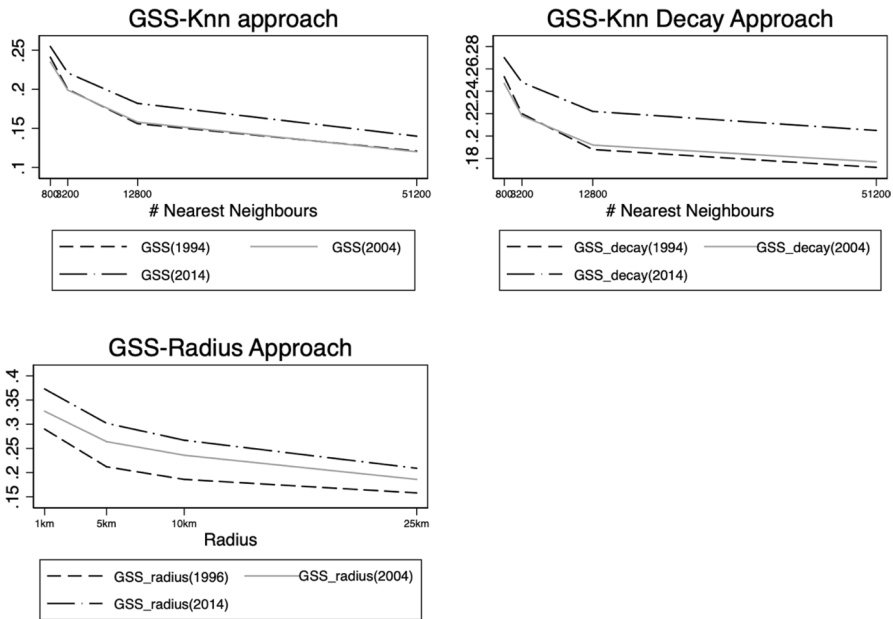 GSS-Knn approach
.25
.2
.15
.1
800 3200 12800 51200
# Nearest Neighbours
GSS(1994) GSS(2004)
GSS(2014)
GSS-Knn Decay Approach
.28
.26
.24
.22
.2
.18
800 3200 12800 51200
# Nearest Neighbours
GSS_decay(1994) GSS_decay(2004)
GSS_decay(2014)
GSS-Radius Approach
.4
.35
.3
.25
.2
.15
1km 5km 10km 25km
Radius
GSS_radius(1996) GSS_radius(2004)
GSS_radius(2014)